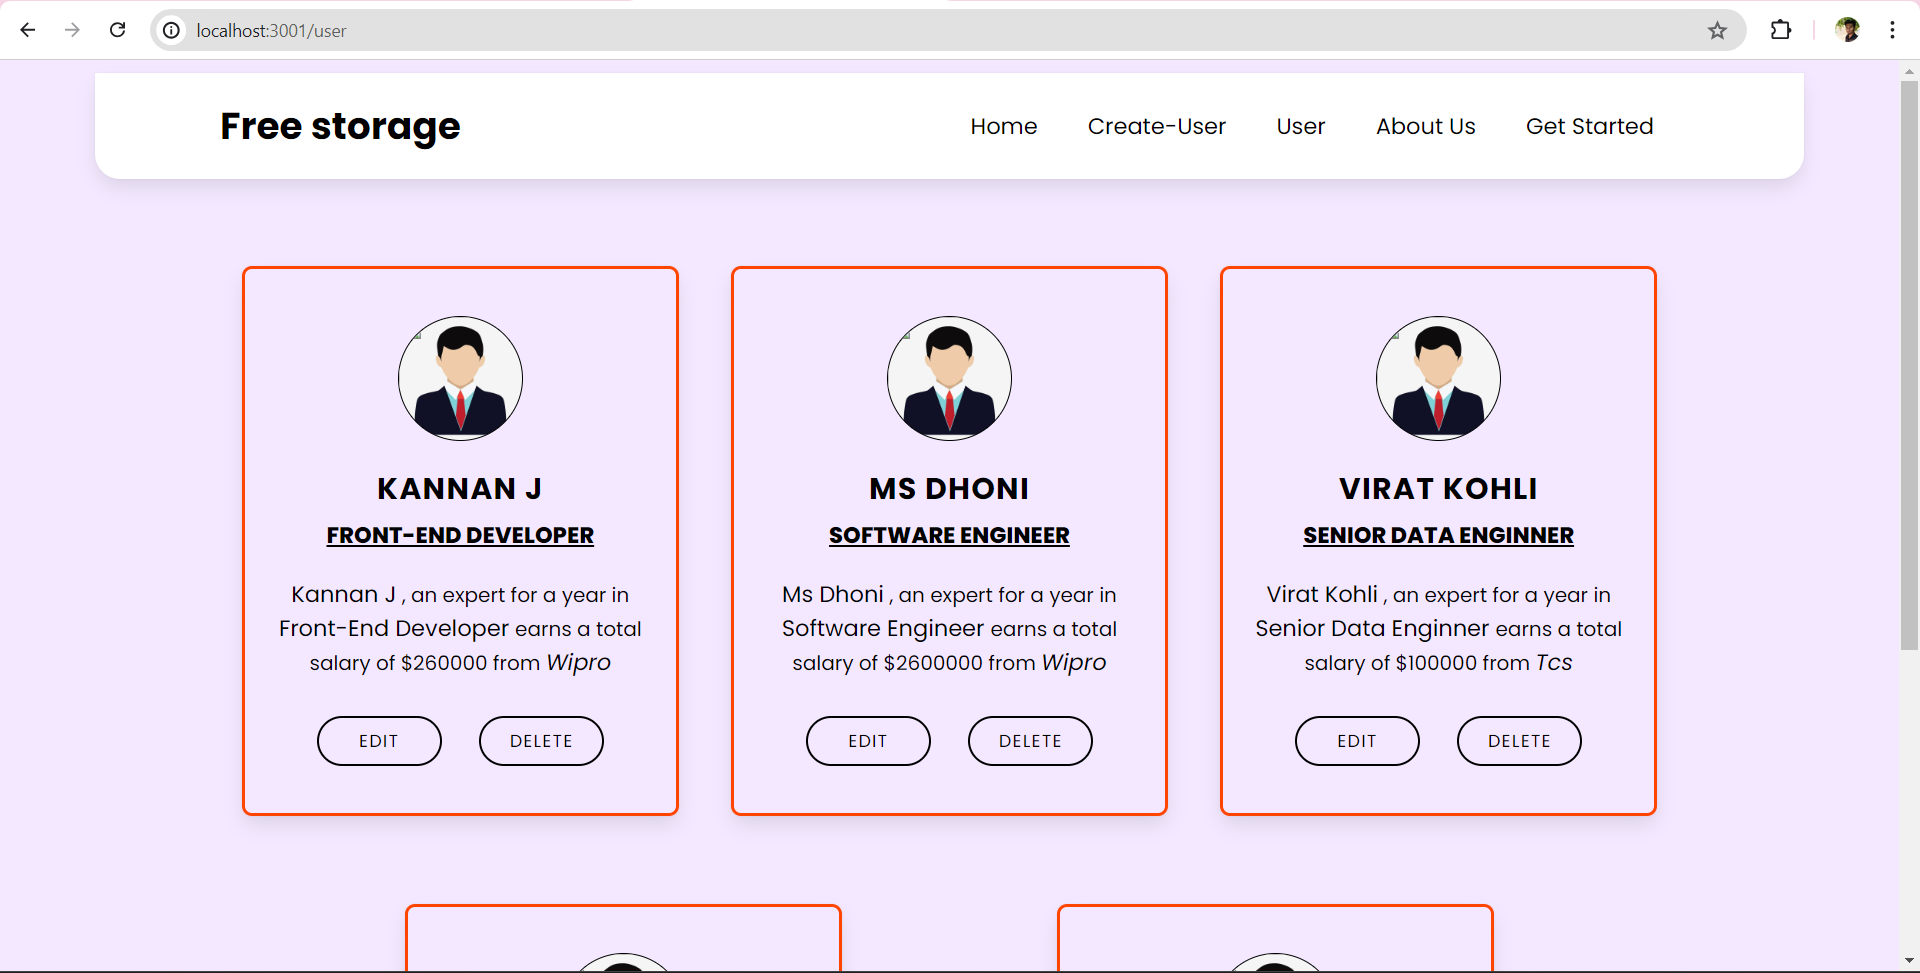 localhost:3001/user
Free storage
Home Create-User User About Us Get Started
KANNAN J
FRONT-END DEVELOPER
Kannan J , an expert for a year in
Front-End Developer earns a total
salary of $260000 from Wipro
EDIT DELETE
MS DHONI
SOFTWARE ENGINEER
Ms Dhoni , an expert for a year in
Software Engineer earns a total
salary of $2600000 from Wipro
EDIT DELETE
VIRAT KOHLI
SENIOR DATA ENGINNER
Virat Kohli , an expert for a year in
Senior Data Enginner earns a total
salary of $100000 from Tcs
EDIT DELETE